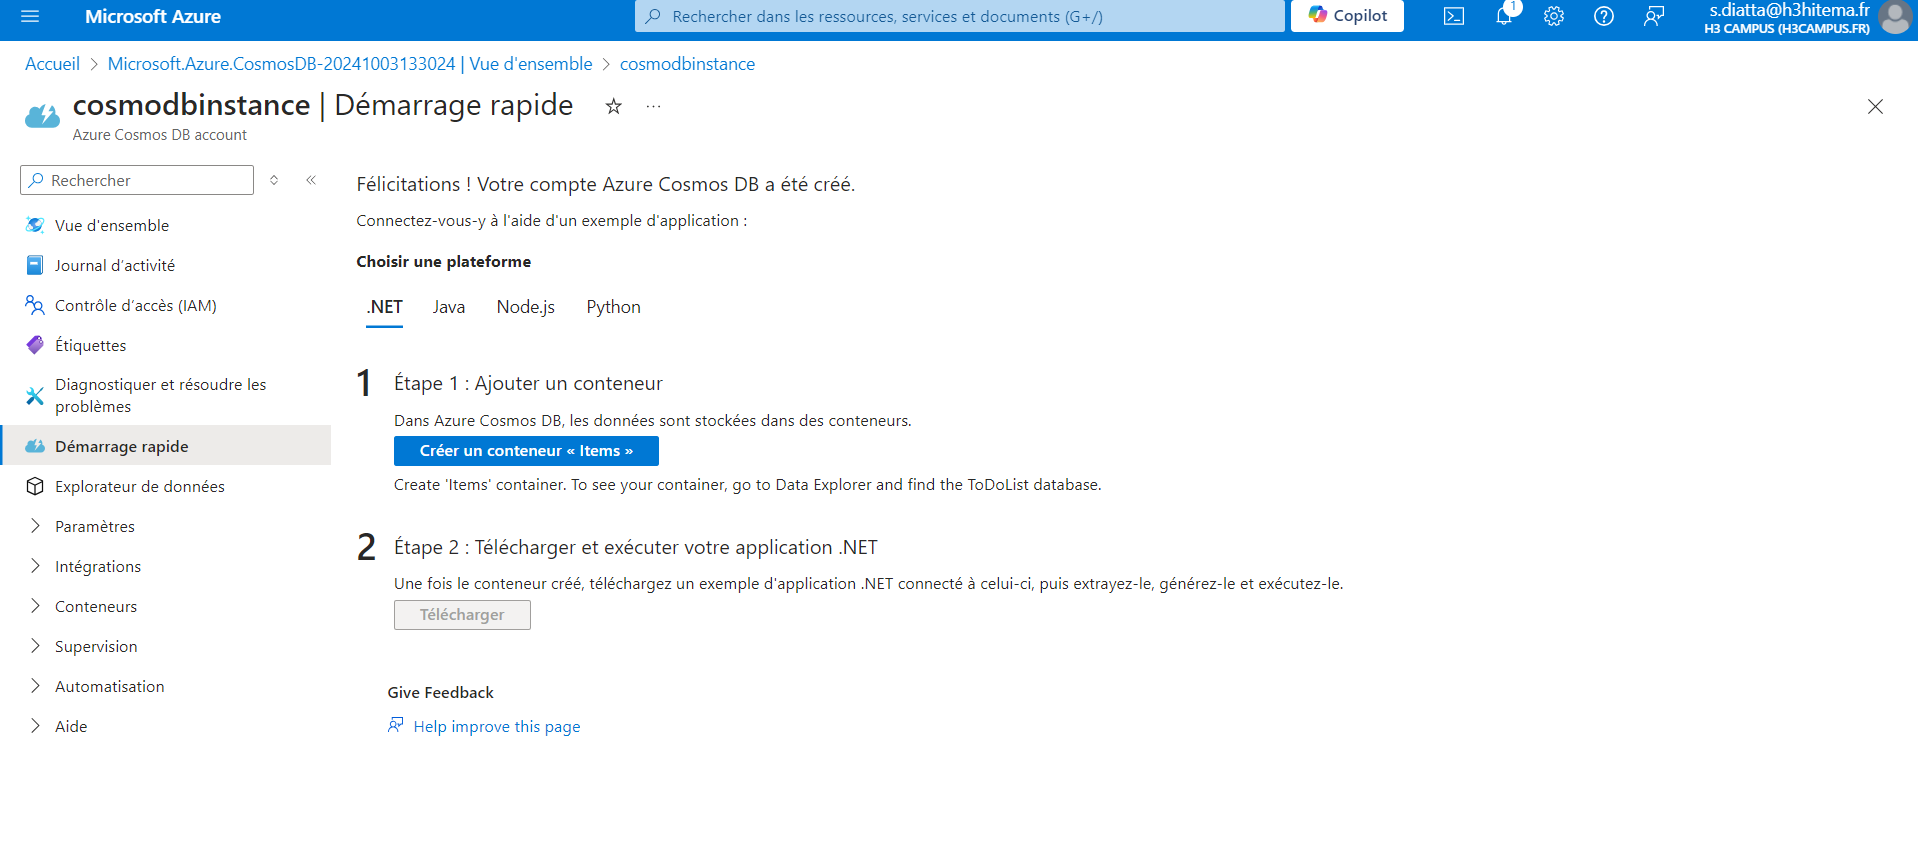 Microsoft Azure
Rechercher dans les ressources, services et documents (G+/)
Copilot
1
s.diatta@h3hitema.fr
H3 CAMPUS (H3CAMPUS.FR)
Accueil > Microsoft.Azure.CosmosDB-20241003133024 | Vue d'ensemble > cosmodbinstance
cosmodbinstance | Démarrage rapide
Azure Cosmos DB account
Rechercher
Vue d'ensemble
Journal d'activité
Contrôle d'accès (IAM)
Étiquettes
Diagnostiquer et résoudre les
problèmes
Démarrage rapide
Explorateur de données
Paramètres
Intégrations
Conteneurs
Supervision
Automatisation
Aide
Félicitations ! Votre compte Azure Cosmos DB a été créé.
Connectez-vous-y à l'aide d'un exemple d'application :
Choisir une plateforme
.NET Java Node.js Python
1 Étape 1 : Ajouter un conteneur
Dans Azure Cosmos DB, les données sont stockées dans des conteneurs.
Créer un conteneur « Items »
Create 'Items' container. To see your container, go to Data Explorer and find the ToDoList database.
2 Étape 2 : Télécharger et exécuter votre application .NET
Une fois le conteneur créé, téléchargez un exemple d'application .NET connecté à celui-ci, puis extrayez-le, générez-le et exécutez-le.
Télécharger
Give Feedback
Help improve this page